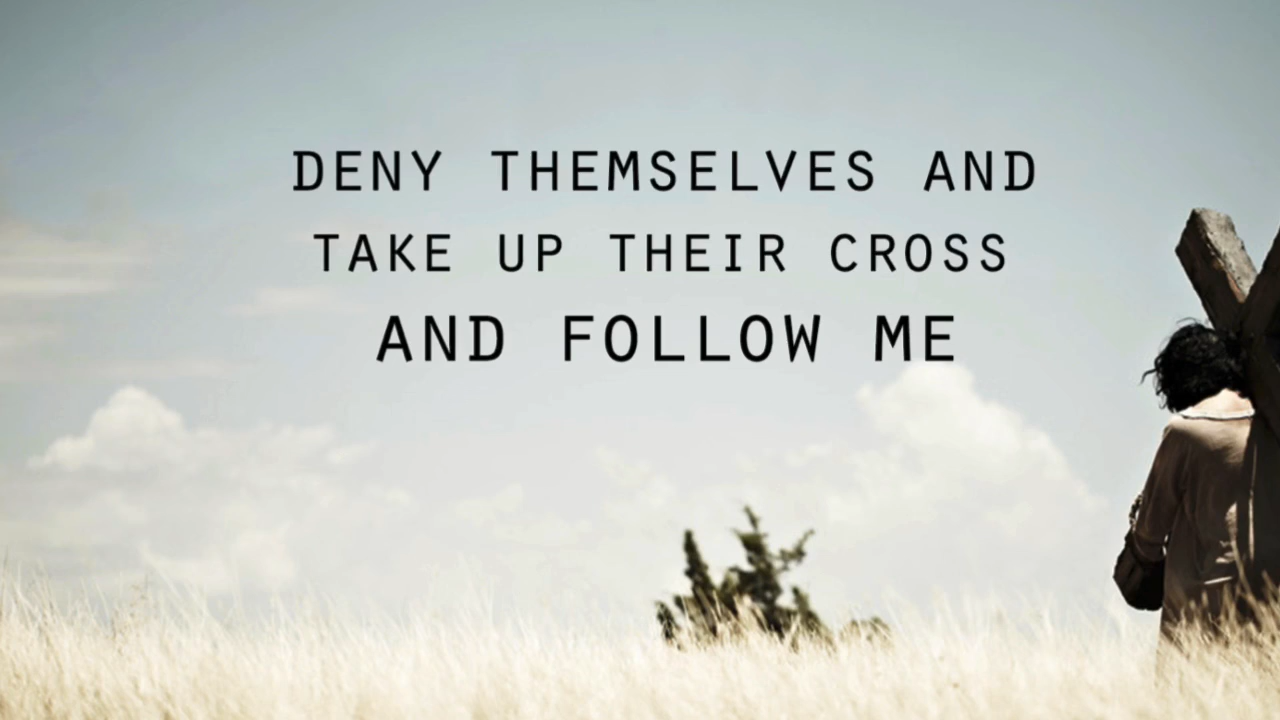 DENY THEMSELVES AND
TAKE UP THEIR CROSS
AND FOLLOW ME